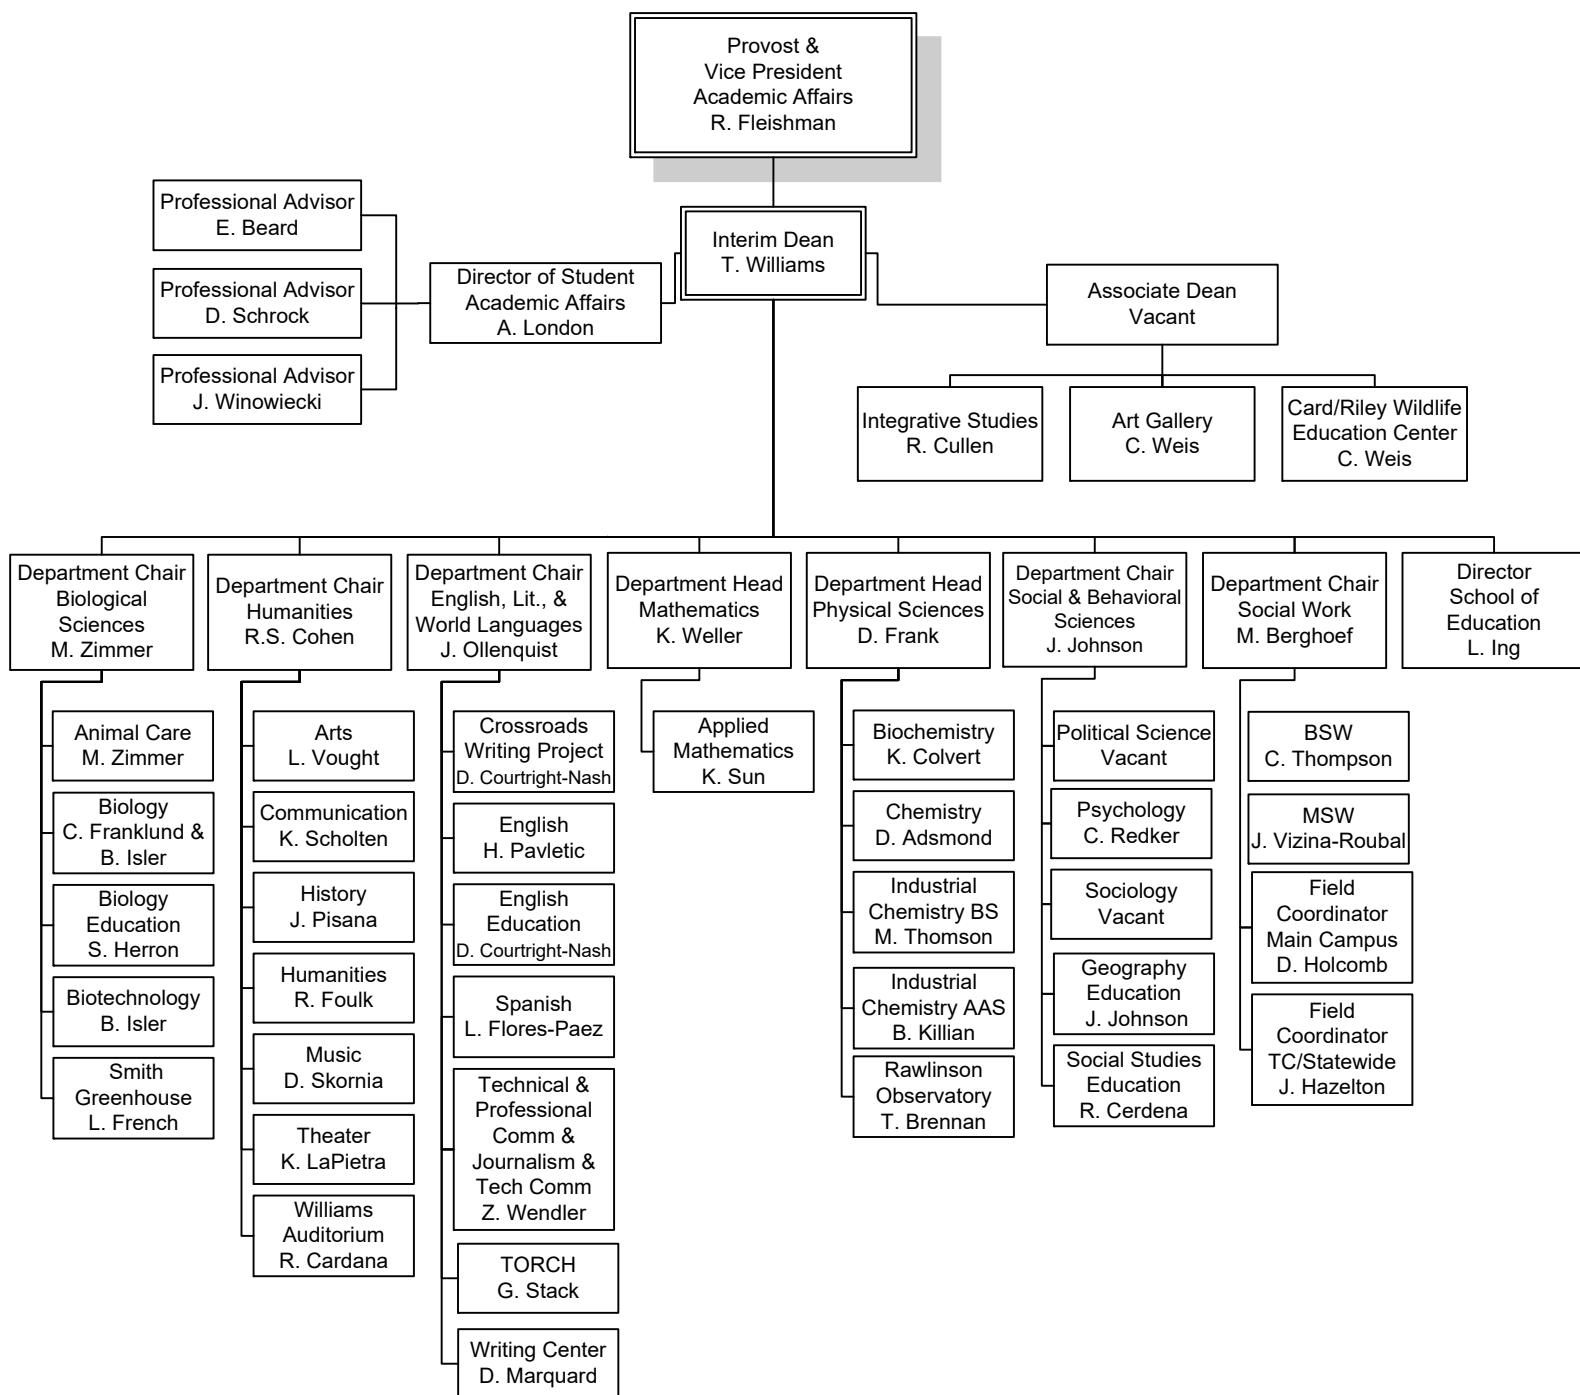 Provost &
Vice President
Academic Affairs
R. Fleishman
Professional Advisor
E. Beard
Professional Advisor
D. Schrock
Professional Advisor
J. Winowiecki
Director of Student
Academic Affairs
A. London
Interim Dean
T. Williams
Associate Dean
Vacant
Integrative Studies
R. Cullen
Art Gallery
C. Weis
Card/Riley Wildlife
Education Center
C. Weis
Department Chair
Biological
Sciences
M. Zimmer
Animal Care
M. Zimmer
Biology
C. Franklund &
B. Isler
Biology
Education
S. Herron
Biotechnology
B. Isler
Smith
Greenhouse
L. French
Department Chair
Humanities
R.S. Cohen
Arts
L. Vought
Communication
K. Scholten
History
J. Pisana
Humanities
R. Foulk
Music
D. Skornia
Theater
K. LaPietra
Williams
Auditorium
R. Cardana
Department Chair
English, Lit., &
World Languages
J. Ollenquist
Crossroads
Writing Project
D. Courtright-Nash
English
H. Pavletic
English
Education
D. Courtright-Nash
Spanish
L. Flores-Paez
Technical &
Professional
Comm &
Journalism &
Tech Comm
Z. Wendler
TORCH
G. Stack
Writing Center
D. Marquard
Department Head
Mathematics
K. Weller
Applied
Mathematics
K. Sun
Department Head
Physical Sciences
D. Frank
Biochemistry
K. Colvert
Chemistry
D. Adsmond
Industrial
Chemistry BS
M. Thomson
Industrial
Chemistry AAS
B. Killian
Rawlinson
Observatory
T. Brennan
Department Chair
Social & Behavioral
Sciences
J. Johnson
Political Science
Vacant
Psychology
C. Redker
Sociology
Vacant
Geography
Education
J. Johnson
Social Studies
Education
R. Cerdena
Department Chair
Social Work
M. Berghoef
BSW
C. Thompson
MSW
J. Vizina-Roubal
Field
Coordinator
Main Campus
D. Holcomb
Field
Coordinator
TC/Statewide
J. Hazelton
Director
School of
Education
L. Ing